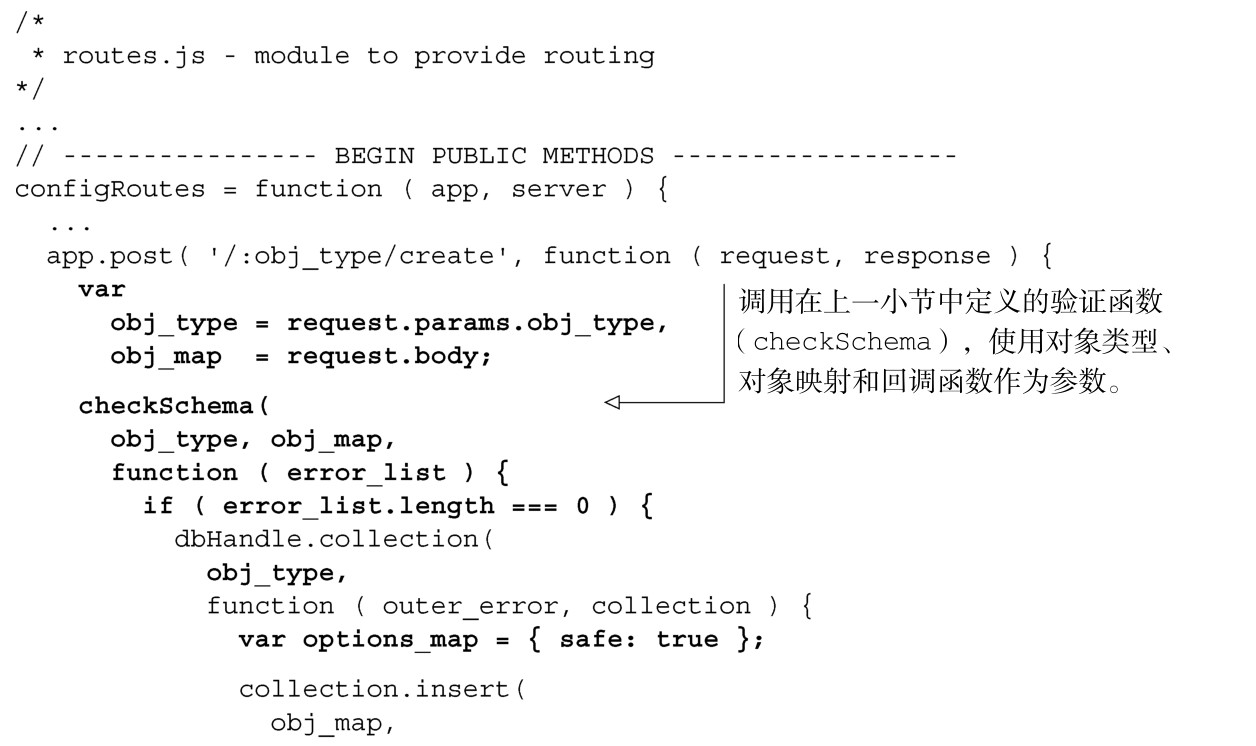 /*
 * routes.js - module to provide routing
*/
...
// ---------------- BEGIN PUBLIC METHODS ------------------
configRoutes = function ( app, server ) {
  ...
  app.post( '/:obj_type/create', function ( request, response ) {
    var
      obj_type = request.params.obj_type,
      obj_map  = request.body;
调用在上一小节中定义的验证函数
(checkSchema),使用对象类型、
对象映射和回调函数作为参数。
    checkSchema(
      obj_type, obj_map,
      function ( error_list ) {
        if ( error_list.length === 0 ) {
          dbHandle.collection(
            obj_type,
            function ( outer_error, collection ) {
              var options_map = { safe: true };
              collection.insert(
                obj_map,